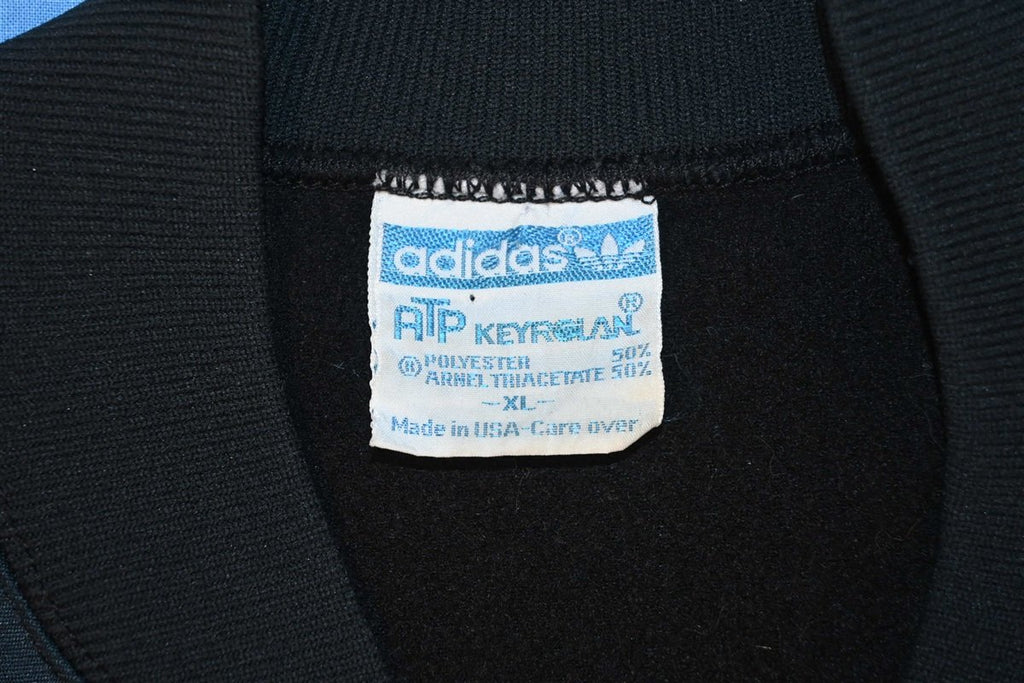 adidas®
ATP KEYROLAN®
® POLYESTER 50%
ARNEL TRIACETATE 50%
-XL-
Made in USA-Care over